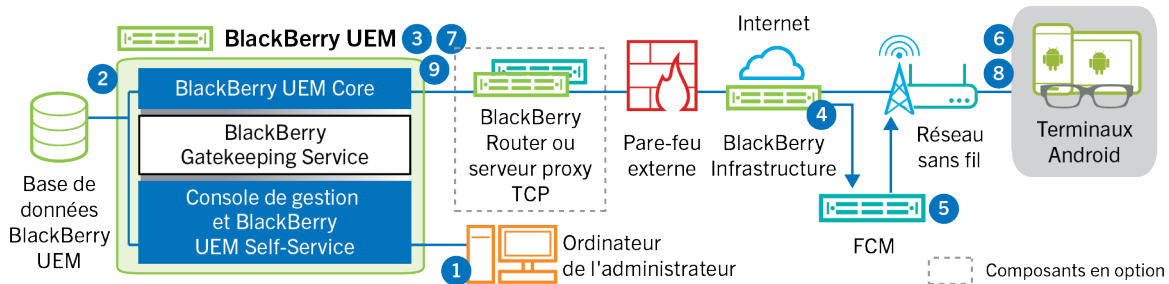 BlackBerry UEM 3 7
2
9
BlackBerry UEM Core
BlackBerry
Gatekeeping Service
Console de gestion
et BlackBerry
UEM Self-Service
Base de
données
BlackBerry
UEM
1
Ordinateur
de l'administrateur
BlackBerry
Router ou
serveur proxy
TCP
Pare-feu
externe
Internet
4
BlackBerry
Infrastructure
5
FCM
Réseau
sans fil
6
8
Terminaux
Android
Composants en option